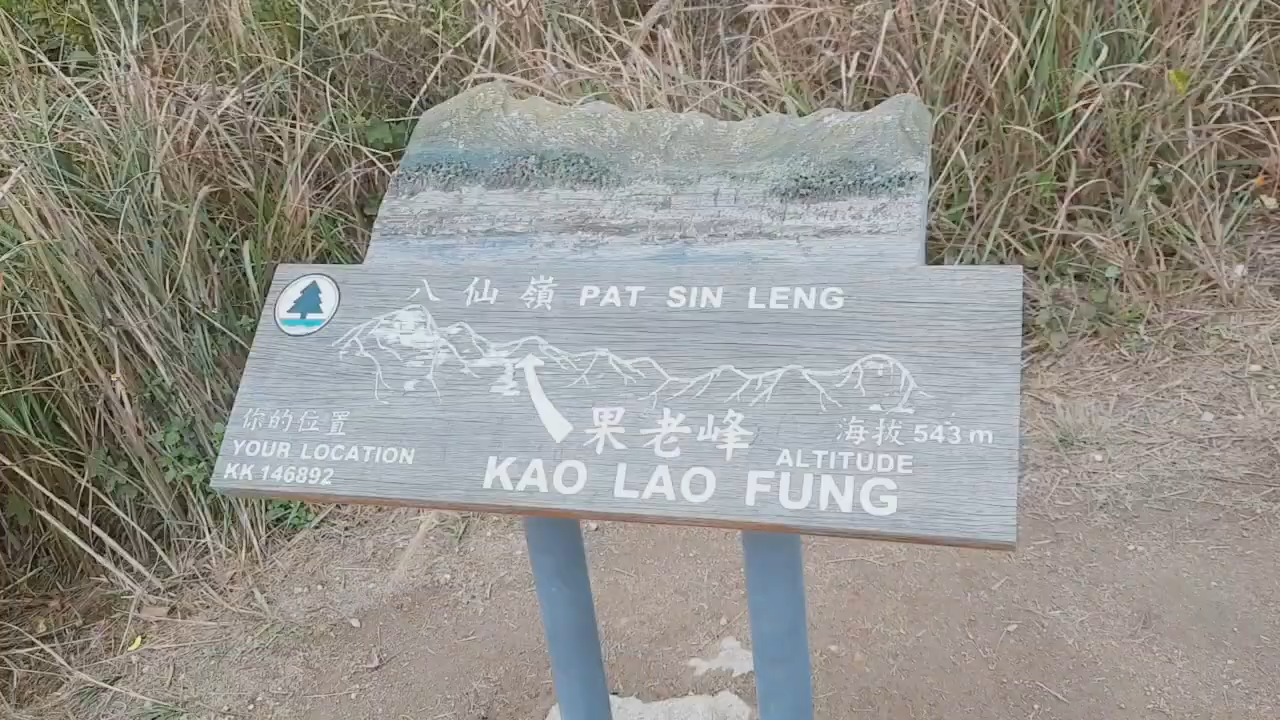 八仙嶺 PAT SIN LENG
你的位置
YOUR LOCATION
KK 146892
果老峰
KAO LAO FUNG
海拔 543 m
ALTITUDE